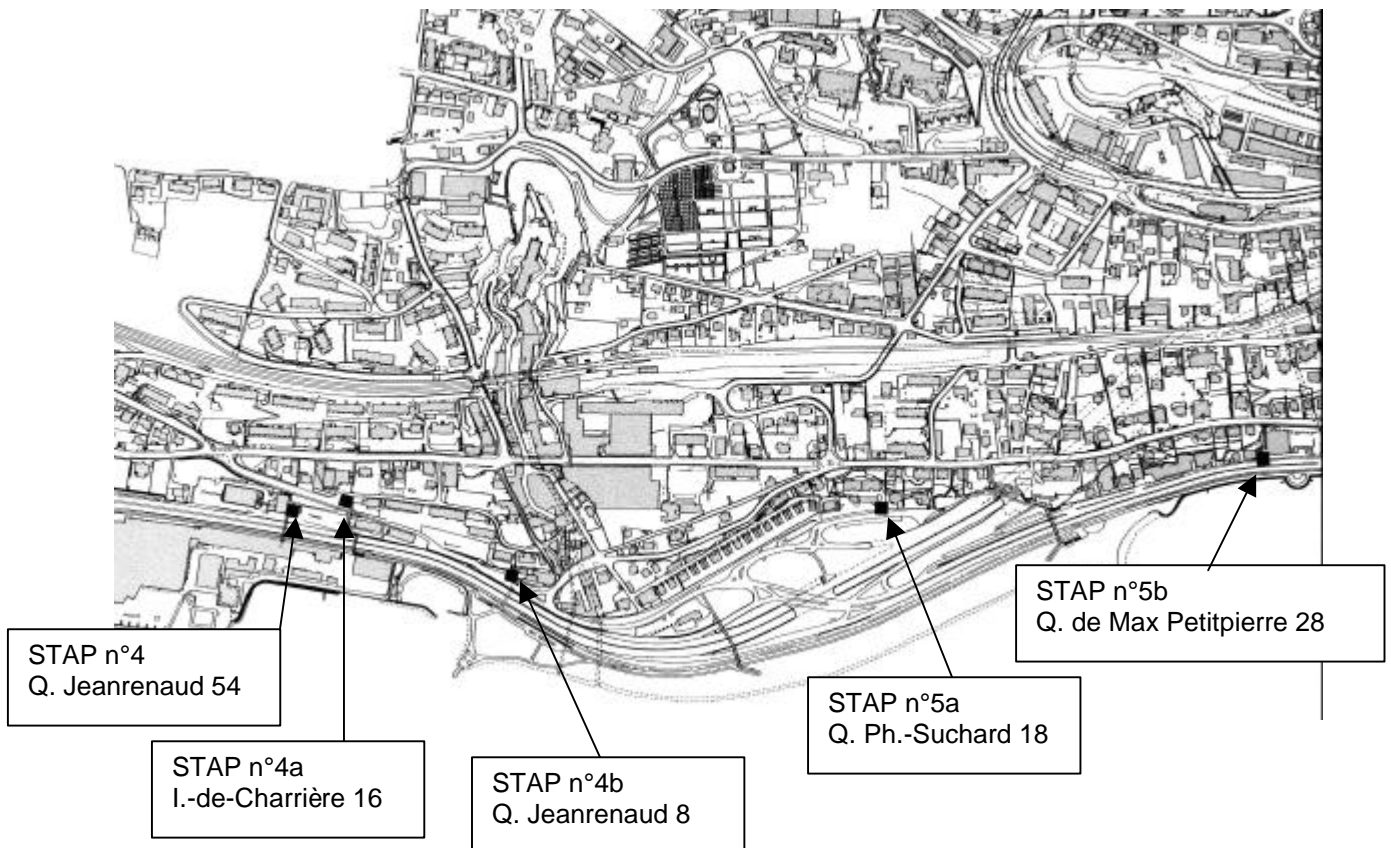 STAP n°4
Q. Jeanrenaud 54
STAP n°4a
I.-de-Charrière 16
STAP n°4b
Q. Jeanrenaud 8
STAP n°5a
Q. Ph.-Suchard 18
STAP n°5b
Q. de Max Petitpierre 28